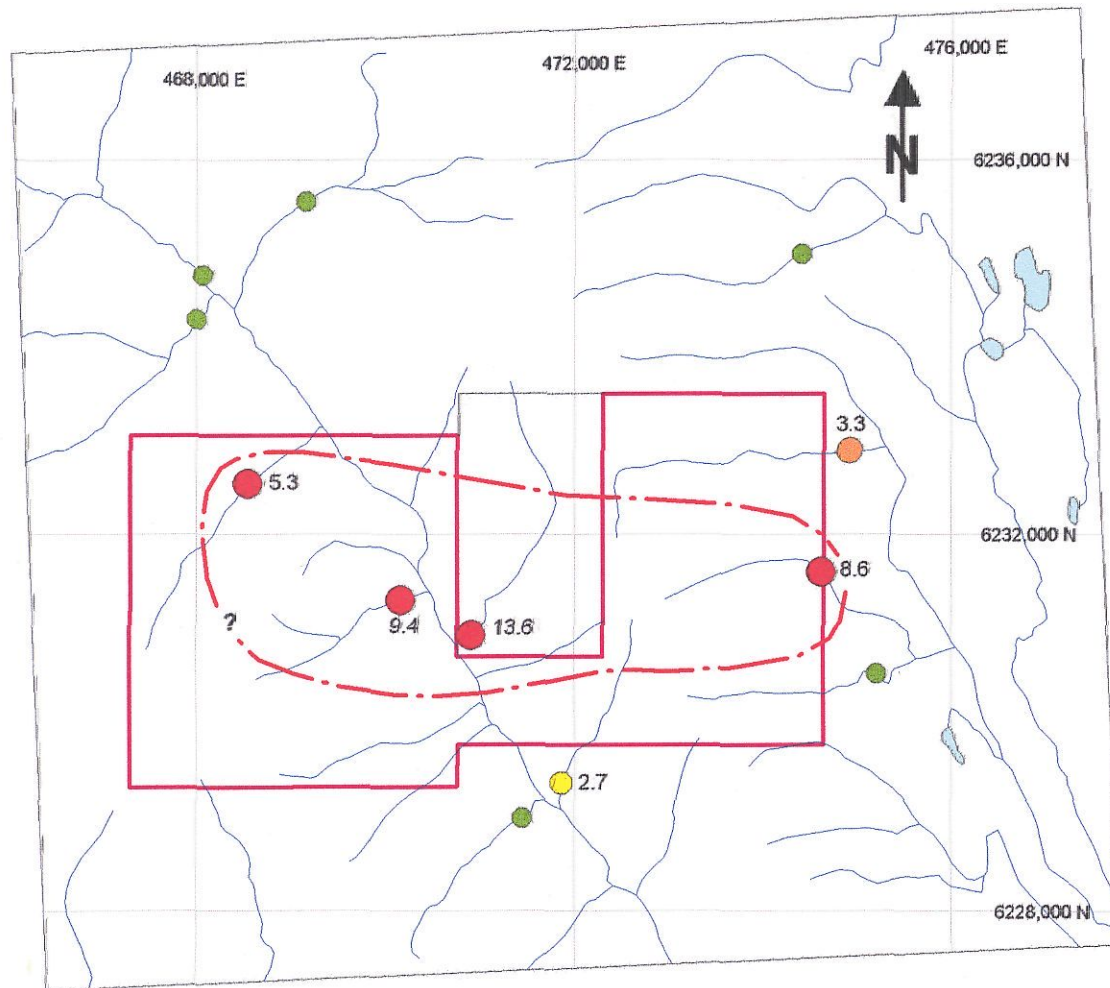 468,000 E
472,000 E
476,000 E
N
6236,000 N
3.3
5.3
6232,000 N
8.6
?
9.4
13.6
2.7
6228,000 N